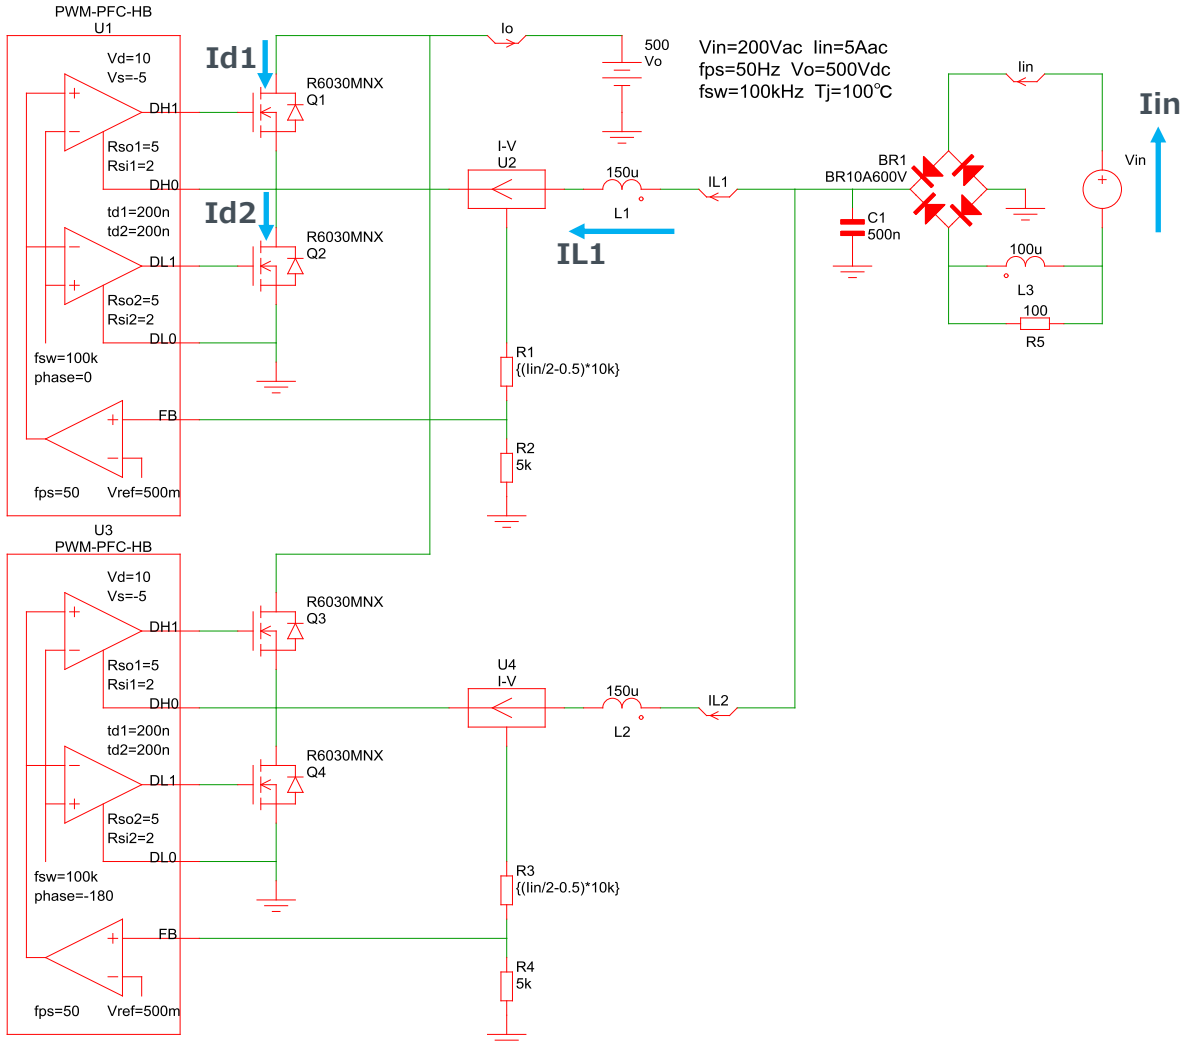 PWM-PFC-HB
U1
Vd=10
Vs=-5
DH1
Rso1=5
Rsi1=2
DH0
td1=200n
td2=200n
DL1
Rso2=5
Rsi2=2
DL0
fsw=100k
phase=0
FB
fps=50
Vref=500m
Id1
R6030MNX
Q1
Id2
R6030MNX
Q2
Io
500
Vo
Vin=200Vac Iin=5Aac
fps=50Hz Vo=500Vdc
fsw=100kHz Tj=100℃
I-V
U2
150u
L1
IL1
IL1
R1
{(Iin/2-0.5)*10k}
R2
5k
C1
500n
BR1
BR10A600V
Iin
Iin
Vin
100u
L3
100
R5
U3
PWM-PFC-HB
Vd=10
Vs=-5
DH1
Rso1=5
Rsi1=2
DH0
td1=200n
td2=200n
DL1
Rso2=5
Rsi2=2
DL0
fsw=100k
phase=-180
FB
fps=50
Vref=500m
R6030MNX
Q3
R6030MNX
Q4
U4
I-V
150u
L2
IL2
R3
{(Iin/2-0.5)*10k}
R4
5k